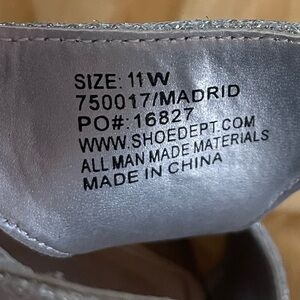 SIZE: 11W
750017/MADRID
PO#: 16827
WWW.SHOEDEPT.COM
ALL MAN MADE MATERIALS
MADE IN CHINA